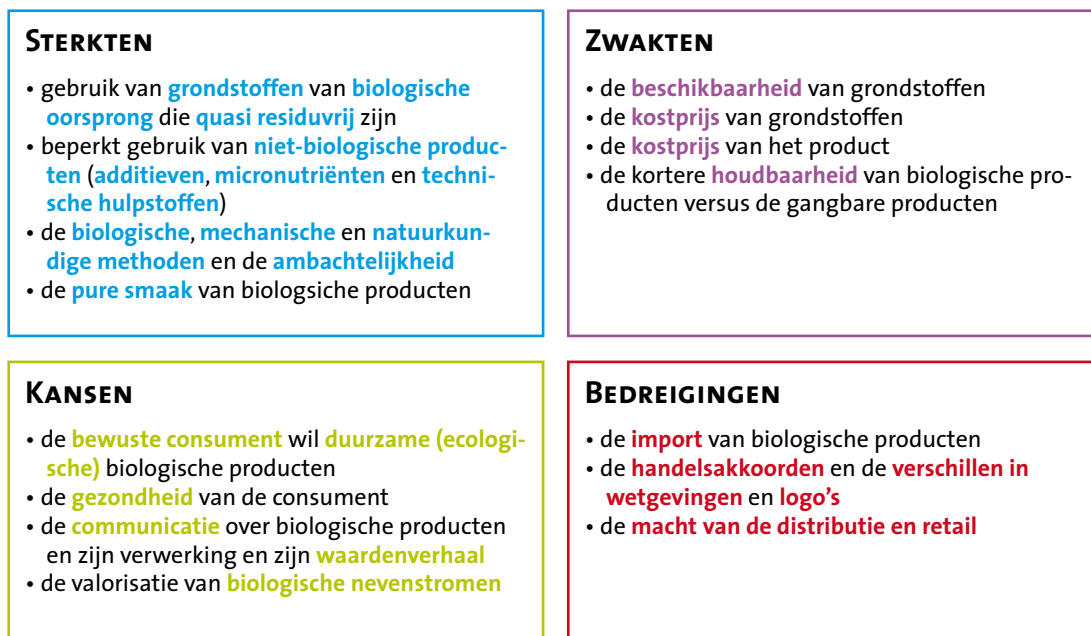 STERKTEN
• gebruik van grondstoffen van biologische
oorsprong die quasi residuvrij zijn
• beperkt gebruik van niet-biologische produc-
ten (additieven, micronutriënten en techni-
sche hulpstoffen)
• de biologische, mechanische en natuurkun-
dige methoden en de ambachtelijkheid
• de pure smaak van biologsiche producten
ZWAKTEN
• de beschikbaarheid van grondstoffen
• de kostprijs van grondstoffen
• de kostprijs van het product
• de kortere houdbaarheid van biologische pro-
ducten versus de gangbare producten
KANSEN
• de bewuste consument wil duurzame (ecologi-
sche) biologische producten
• de gezondheid van de consument
• de communicatie over biologische producten
en zijn verwerking en zijn waardenverhaal
• de valorisatie van biologische nevenstromen
BEDREIGINGEN
• de import van biologische producten
• de handelsakkoorden en de verschillen in
wetgevingen en logo's
• de macht van de distributie en retail